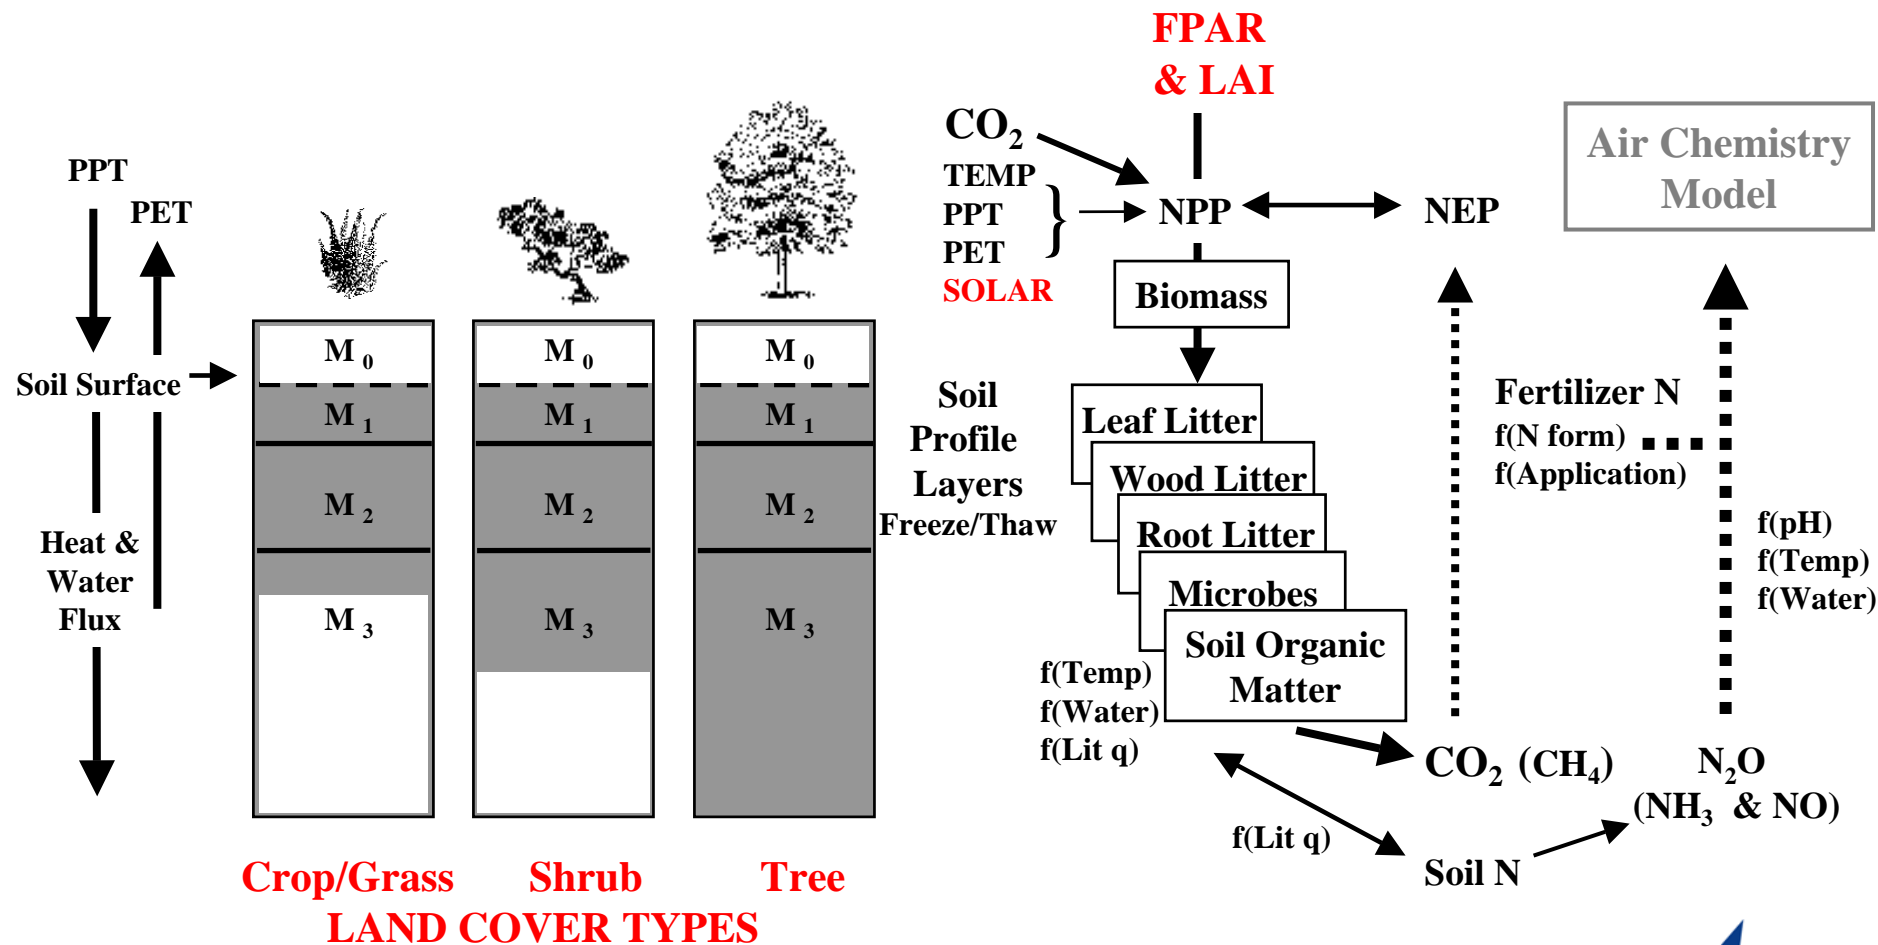 PPT
PET
Soil Surface
Heat &
Water
Flux
M 0
M 1
M 2
M 3
M 0
M 1
M 2
M 3
M 0
M 1
M 2
M 3
Crop/Grass
Shrub
Tree
LAND COVER TYPES
Soil
Profile
Layers
Freeze/Thaw
FPAR
& LAI
CO2
TEMP
PPT
PET
SOLAR
NPP
NEP
Biomass
Leaf Litter
Wood Litter
Root Litter
Microbes
Soil Organic
Matter
f(Temp)
f(Water)
f(Lit q)
f(Lit q)
Soil N
CO2 (CH4)
N2O
(NH3 & NO)
Fertilizer N
f(N form)
f(Application)
f(pH)
f(Temp)
f(Water)
Air Chemistry
Model